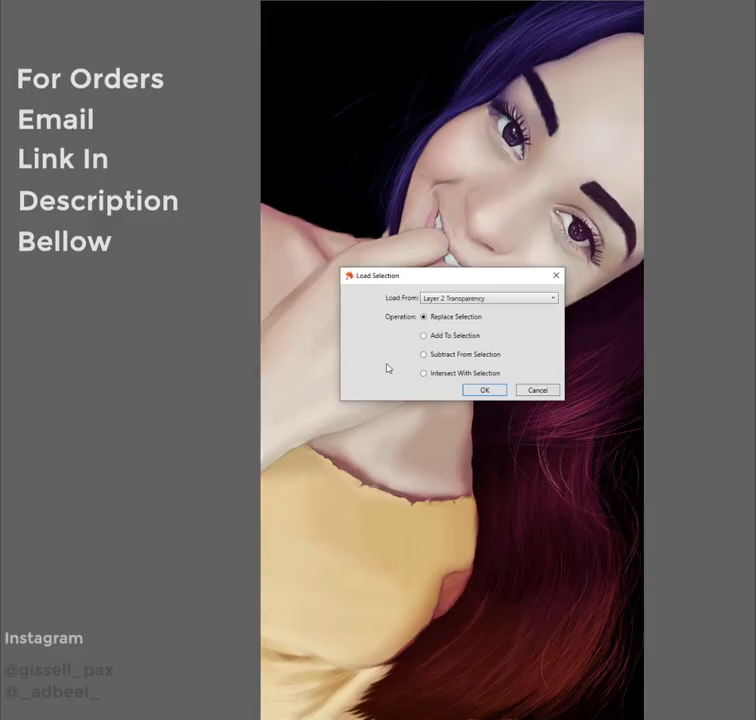 For Orders
Email
Link In
Description
Bellow
Load Selection
Load From: Layer 2 Transparency
Operation: Replace Selection
Add To Selection
Subtract From Selection
Intersect With Selection
OK Cancel
Instagram
@gissell_pax
@_adbeel_